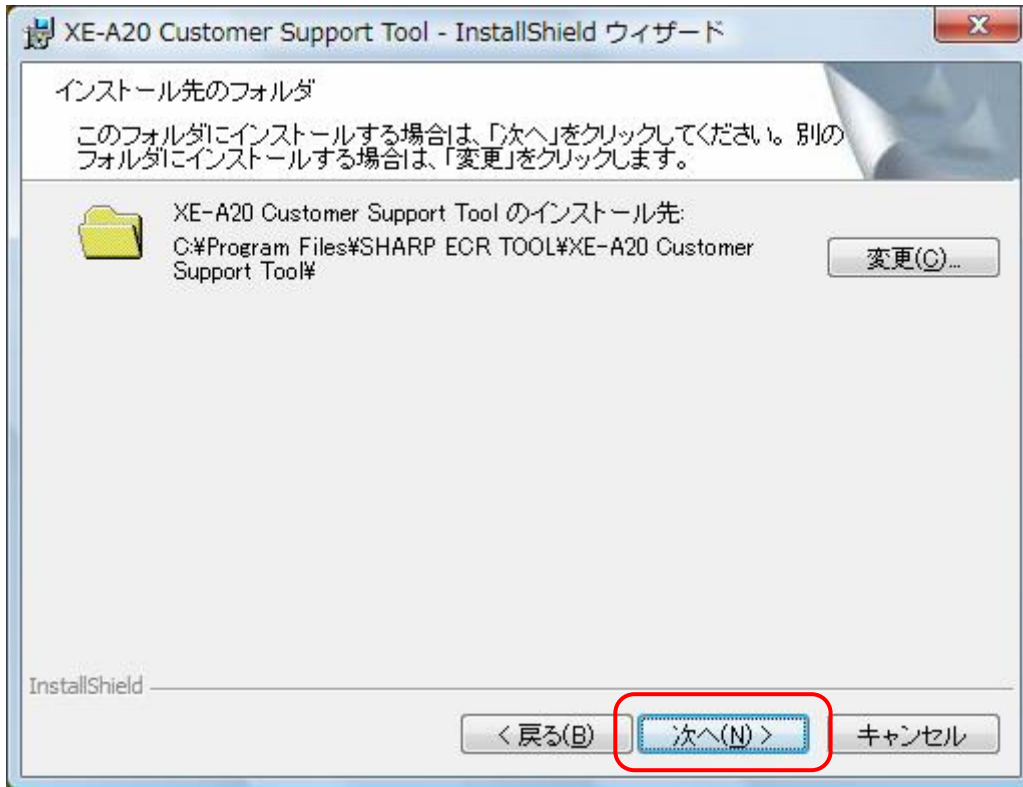 XE-A20 Customer Support Tool - InstallShield ウィザード
インストール先のフォルダ
このフォルダにインストールする場合は、「次へ」をクリックしてください。別の
フォルダにインストールする場合は、「変更」をクリックします。
XE-A20 Customer Support Tool のインストール先:
C:¥Program Files¥SHARP ECR TOOL¥XE-A20 Customer
Support Tool¥
変更(C)...
InstallShield
< 戻る(B)
次へ(N) >
キャンセル